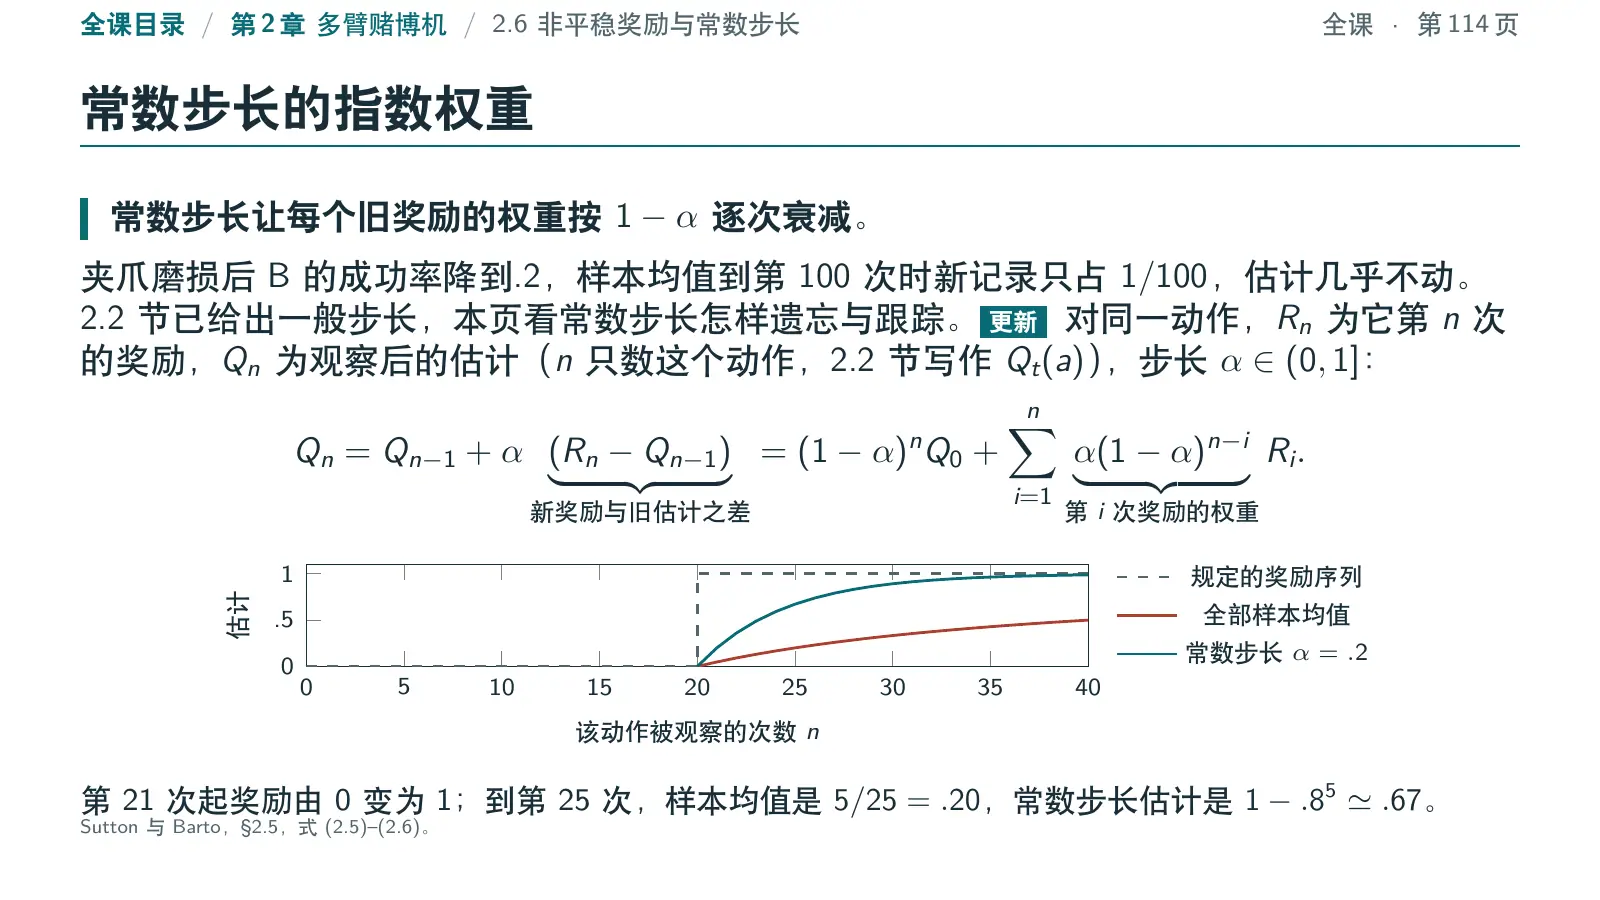 全课目录 / 第 2 章 多臂赌博机 / 2.6 非平稳奖励与常数步长
全课 · 第 114 页
常数步长的指数权重
常数步长让每个旧奖励的权重按 1 − α 逐次衰减。
夹爪磨损后 B 的成功率降到.2，样本均值到第 100 次时新记录只占 1/100，估计几乎不动。
2.2 节已给出一般步长，本页看常数步长怎样遗忘与跟踪。 更新 对同一动作，Rₙ 为它第 n 次
的奖励，Qₙ 为观察后的估计（n 只数这个动作，2.2 节写作 Qₜ(a)），步长 α ∈ (0, 1]：
Qₙ = Qₙ₋₁ + α (Rₙ − Qₙ₋₁) = (1 − α)ⁿQ₀ + ∑ᵢ₌₁ⁿ α(1 − α)ⁿ⁻ⁱ Rᵢ.
新奖励与旧估计之差
第 i 次奖励的权重
估计
1
.5
0
0 5 10 15 20 25 30 35 40
该动作被观察的次数 n
规定的奖励序列
全部样本均值
常数步长 α = .2
第 21 次起奖励由 0 变为 1；到第 25 次，样本均值是 5/25 = .20，常数步长估计是 1 − .8⁵ ≃ .67。
Sutton 与 Barto，§2.5，式 (2.5)–(2.6)。